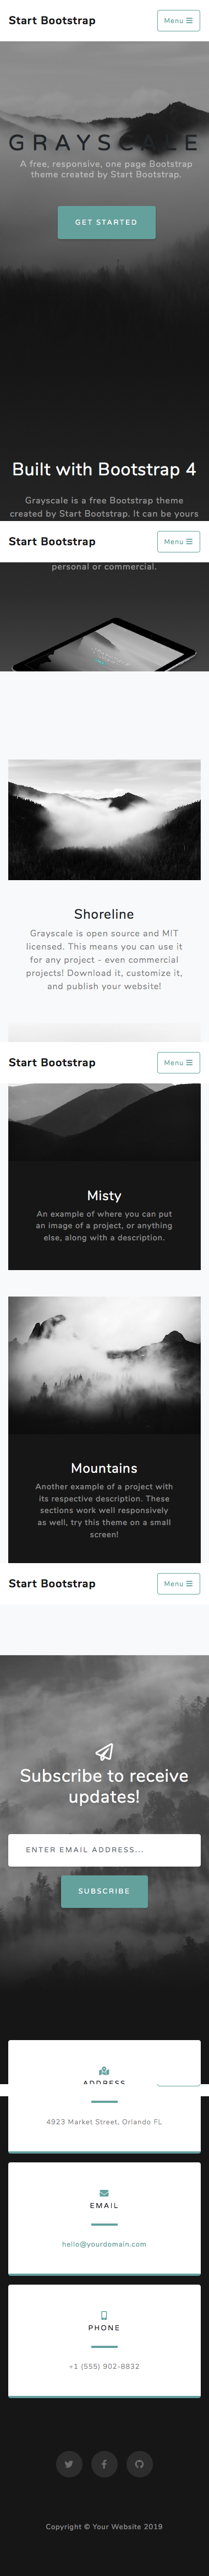 Start Bootstrap
Menu
GRAYSCALE
A free, responsive, one page Bootstrap
theme created by Start Bootstrap.
GET STARTED
Built with Bootstrap 4
Grayscale is a free Bootstrap theme
created by Start Bootstrap. It can be yours
Start Bootstrap
Menu
personal or commercial.
Shoreline
Grayscale is open source and MIT
licensed. This means you can use it
for any project - even commercial
projects! Download it, customize it,
and publish your website!
Start Bootstrap
Menu
Misty
An example of where you can put
an image of a project, or anything
else, along with a description.
Mountains
Another example of a project with
its respective description. These
sections work well responsively
as well, try this theme on a small
screen!
Start Bootstrap
Menu
Subscribe to receive
updates!
ENTER EMAIL ADDRESS...
SUBSCRIBE
ADDRESS
4923 Market Street, Orlando FL
EMAIL
hello@yourdomain.com
PHONE
+1 (555) 902-8832
Copyright © Your Website 2019